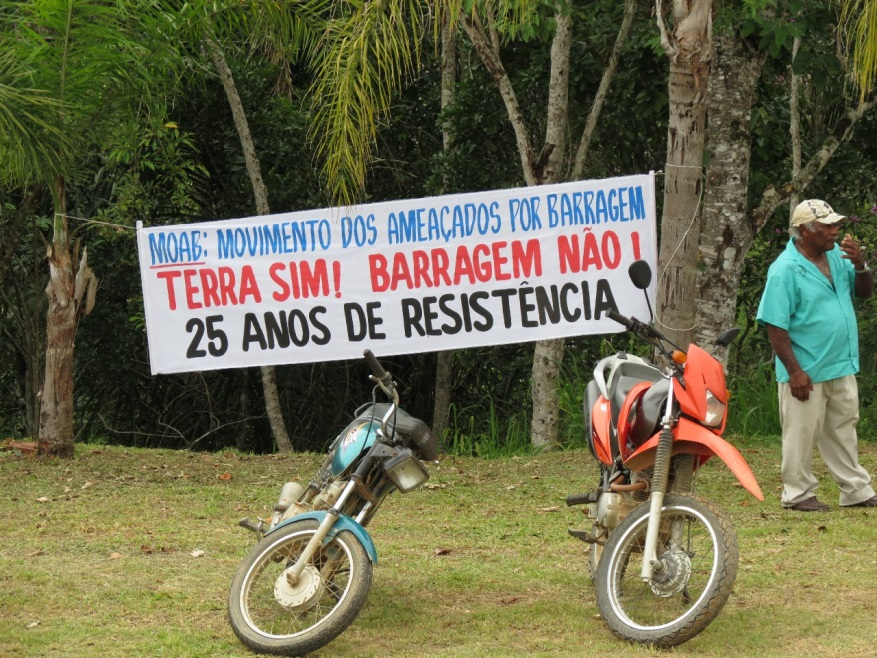 MOAB: MOVIMENTO DOS AMEAÇADOS POR BARRAGEM
TERRA SIM! BARRAGEM NÃO!
25 ANOS DE RESISTÊNCIA